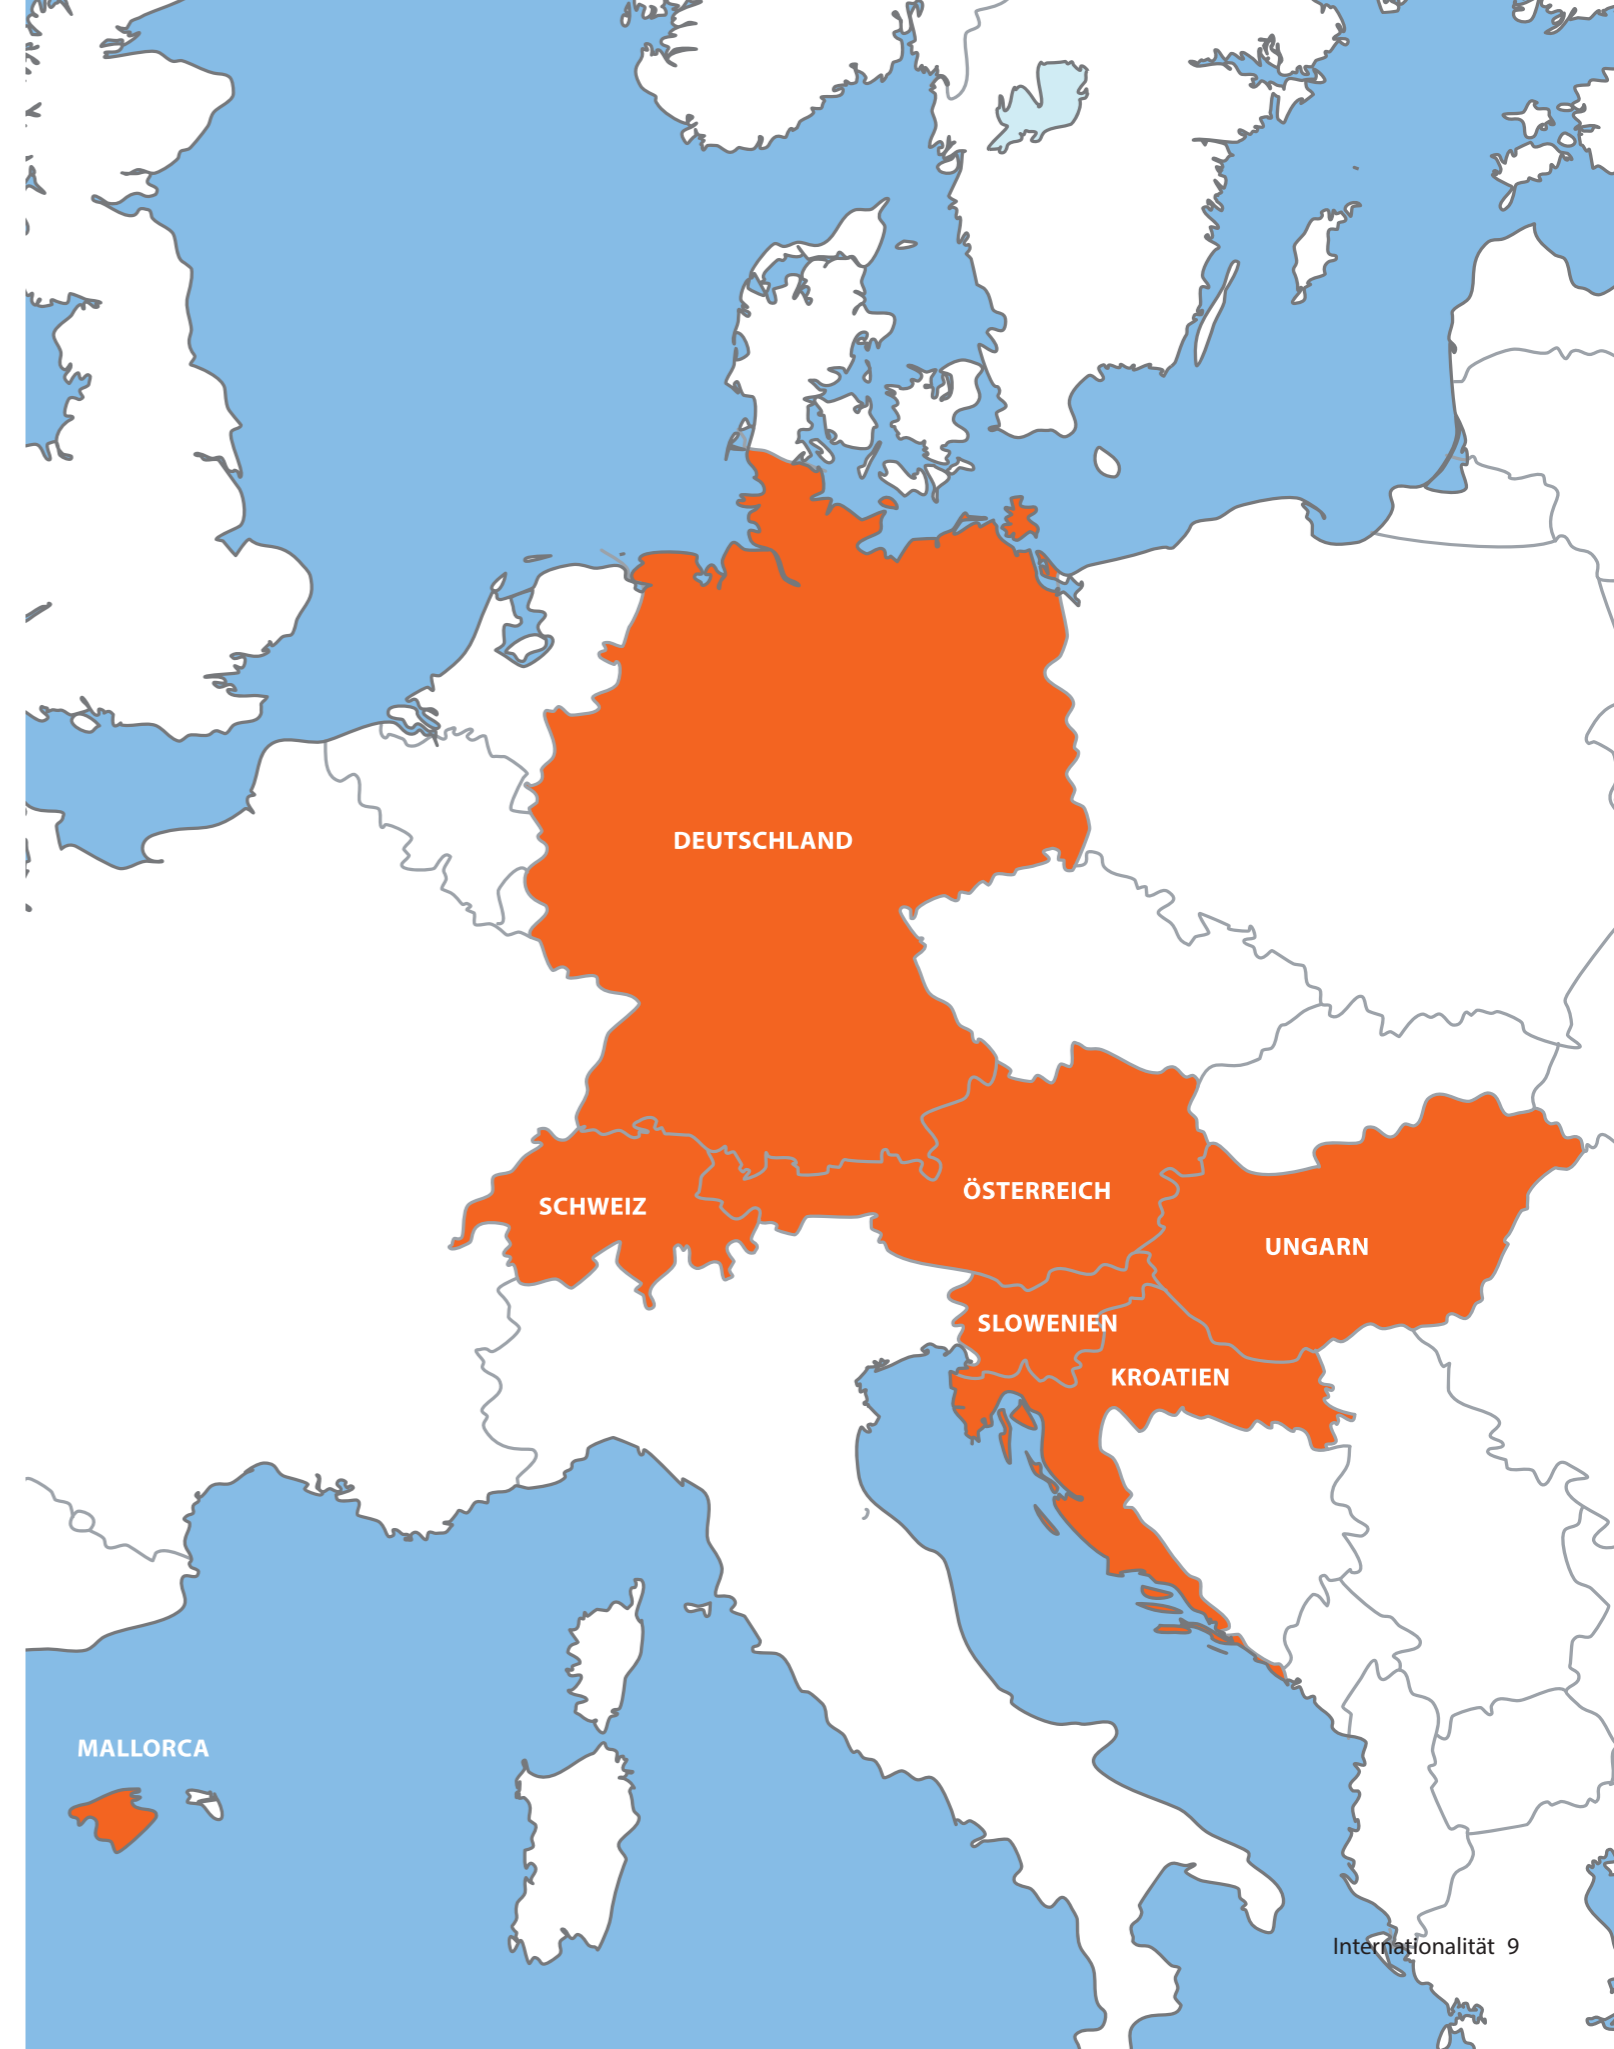 DEUTSCHLAND
ÖSTERREICH
SCHWEIZ
UNGARN
SLOWENIEN
KROATIEN
MALLORCA
Internationalität 9